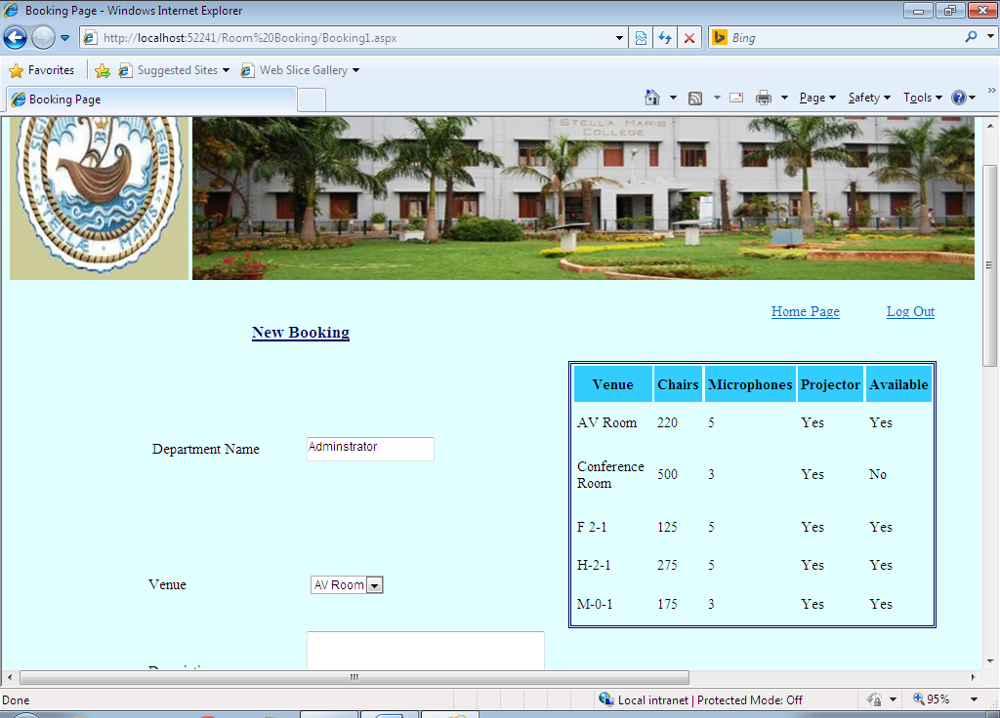 Booking Page - Windows Internet Explorer
http://localhost:52241/Room%20Booking/Booking1.aspx
Bing
Favorites
Suggested Sites
Web Slice Gallery
Booking Page
Page
Safety
Tools
STELLA MARIS
COLLEGE
STELLA MARIS
Home Page
Log Out
New Booking
Venue Chairs Microphones Projector Available
AV Room 220 5 Yes Yes
Conference
Room 500 3 Yes No
F 2-1 125 5 Yes Yes
H-2-1 275 5 Yes Yes
M-0-1 175 3 Yes Yes
Department Name Adminstrator
Venue AV Room
Done
Local intranet | Protected Mode: Off
95%